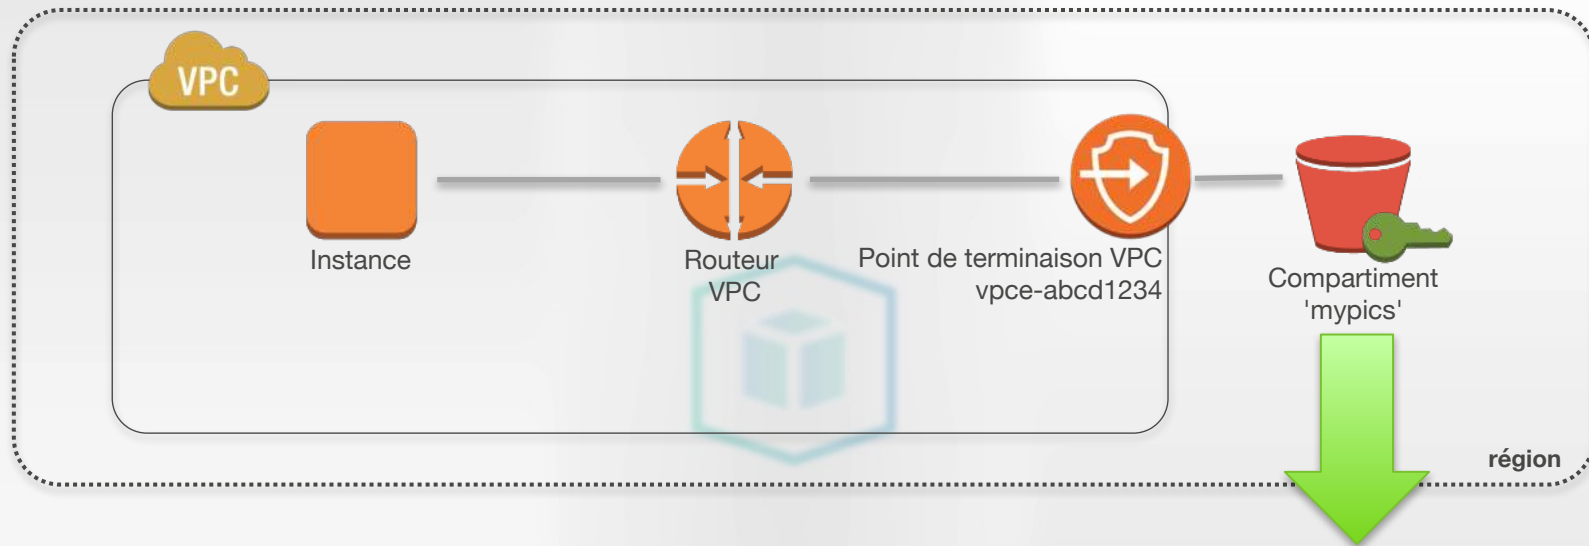 VPC
Instance
Routeur
VPC
Point de terminaison VPC
vpce-abcd1234
Compartiment
'mypics'
région